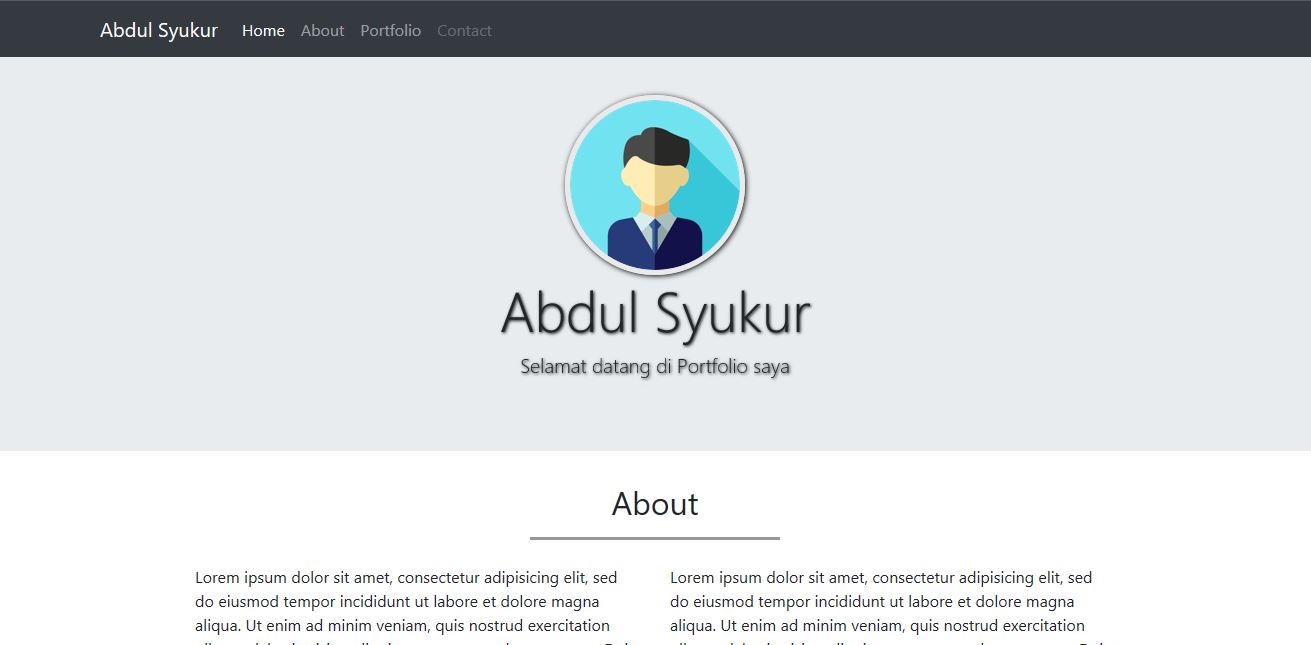 Abdul Syukur Home About Portfolio Contact
Abdul Syukur
Selamat datang di Portfolio saya
About
Lorem ipsum dolor sit amet, consectetur adipisicing elit, sed
do eiusmod tempor incididunt ut labore et dolore magna
aliqua. Ut enim ad minim veniam, quis nostrud exercitation
Lorem ipsum dolor sit amet, consectetur adipisicing elit, sed
do eiusmod tempor incididunt ut labore et dolore magna
aliqua. Ut enim ad minim veniam, quis nostrud exercitation